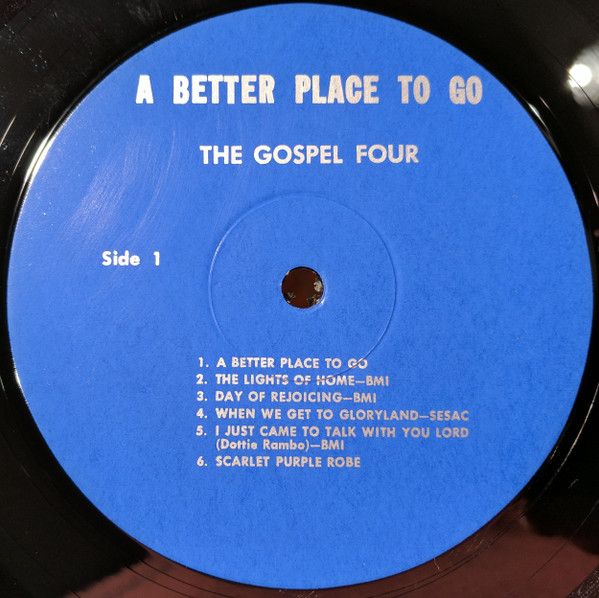 A BETTER PLACE TO GO
THE GOSPEL FOUR
Side 1
1. A BETTER PLACE TO GO
2. THE LIGHTS OF HOME—BMI
3. DAY OF REJOICING—BMI
4. WHEN WE GET TO GLORYLAND—SESAC
5. I JUST CAME TO TALK WITH YOU LORD
(Dottie Rambo)—BMI
6. SCARLET PURPLE ROBE